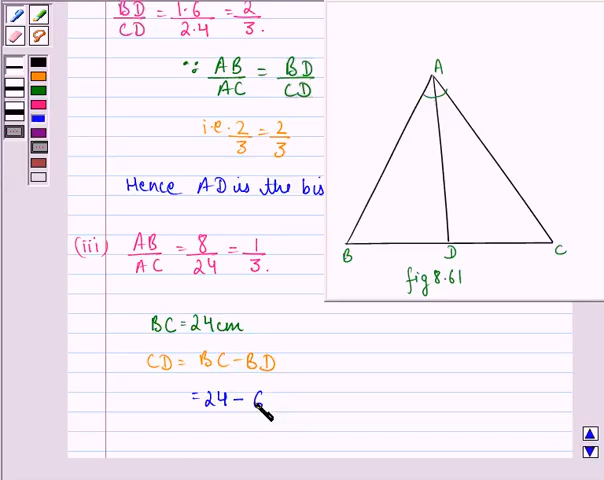 BD/CD = 1.6/2.4 = 2/3.
∵ AB/AC = BD/CD
i.e. 2/3 = 2/3
Hence AD is the bis
(iii) AB/AC = 8/24 = 1/3.
BC = 24cm
CD = BC - BD
= 24 - 6
A
B
D
C
fig 8.61